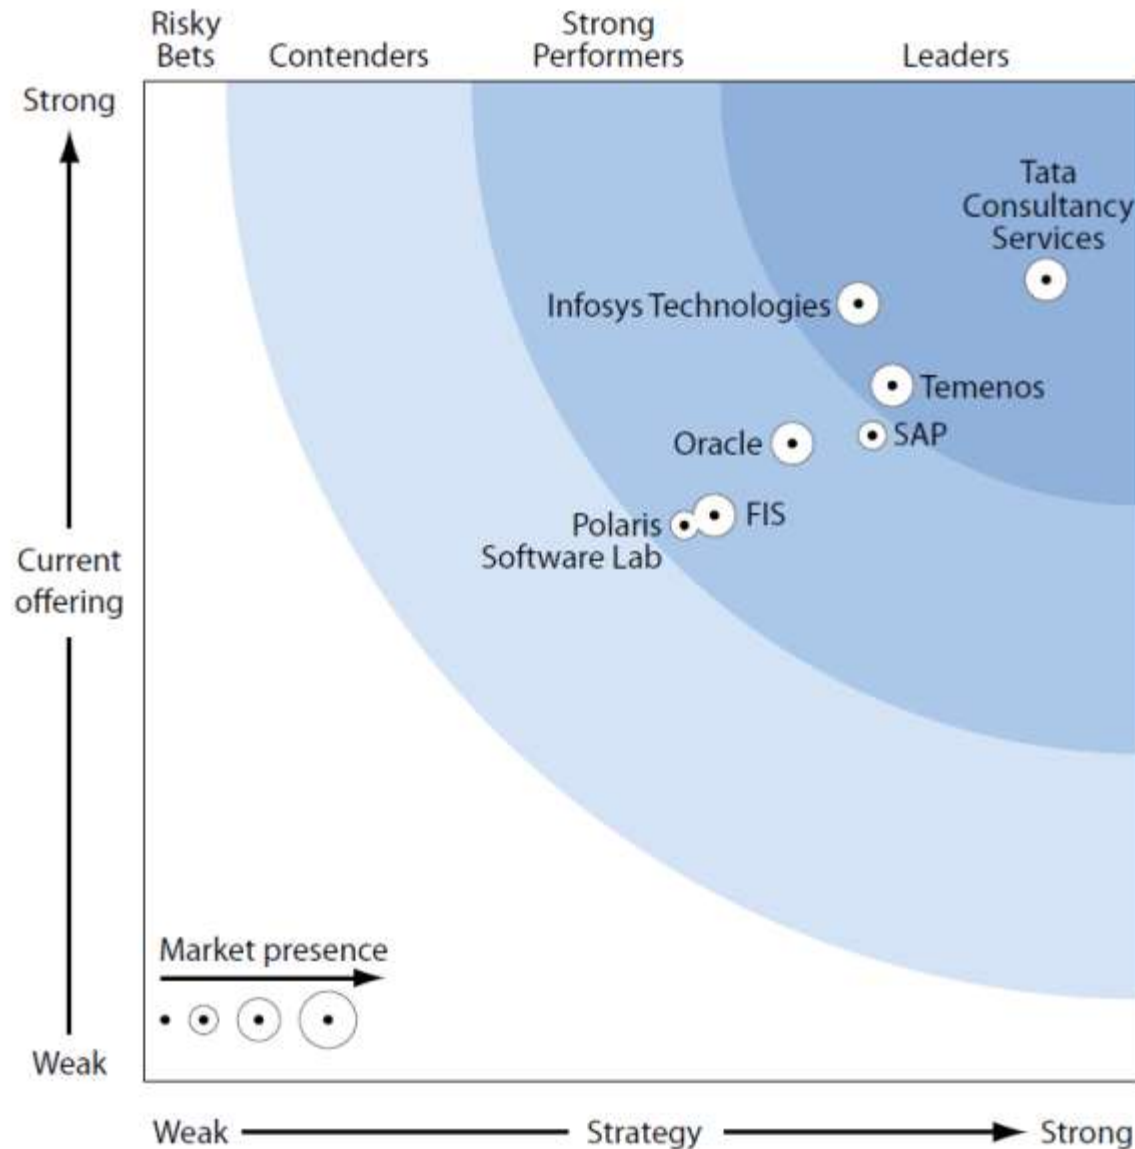 Risky
Bets
Contenders
Strong
Performers
Leaders
Strong
Tata
Consultancy
Services
Infosys Technologies
Temenos
Oracle
SAP
FIS
Polaris
Software Lab
Current
offering
Market presence
Weak
Weak
Strategy
Strong